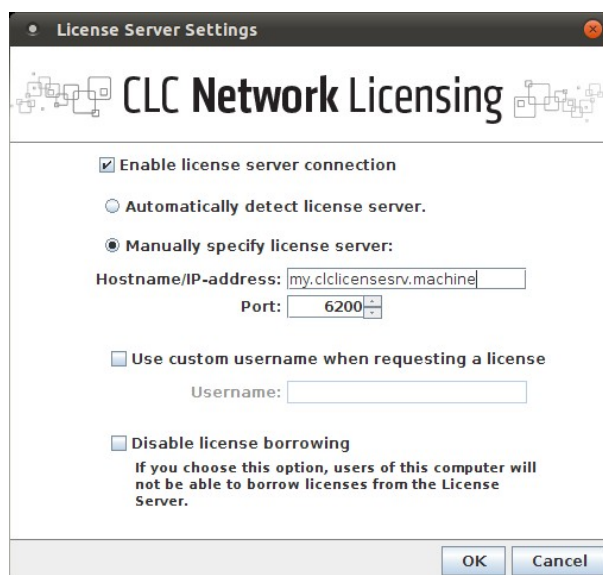 License Server Settings
CLC Network Licensing
Enable license server connection
Automatically detect license server.
Manually specify license server:
Hostname/IP-address: my.clclicensesrv.machine
Port: 6200
Use custom username when requesting a license
Username:
Disable license borrowing
If you choose this option, users of this computer will
not be able to borrow licenses from the License
Server.
OK Cancel